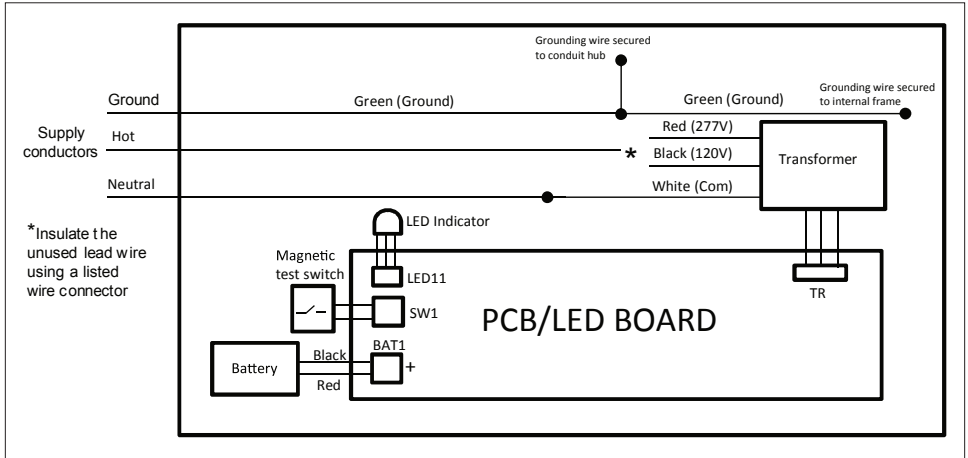 Grounding wire secured
to conduit hub
Grounding wire secured
to internal frame
Ground
Green (Ground)
Green (Ground)
Supply
conductors
Hot
Red (277V)
*
Black (120V)
Transformer
Neutral
White (Com)
*Insulate the
unused lead wire
using a listed
wire connector
LED Indicator
Magnetic
test switch
LED11
SW1
TR
PCB/LED BOARD
BAT1
+
Battery
Black
Red